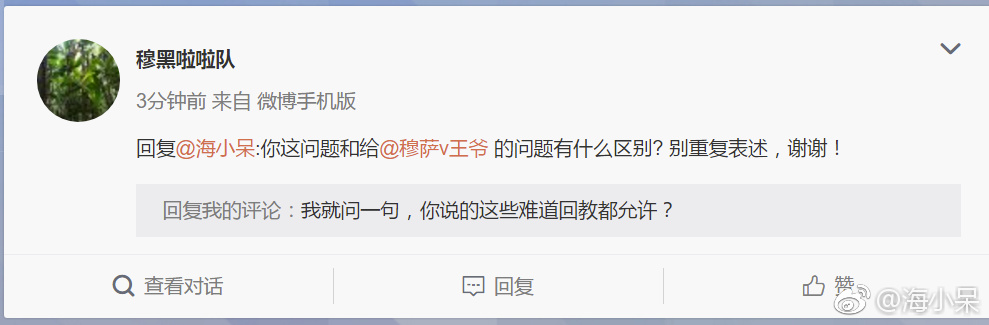 穆黑啦啦队
3分钟前 来自 微博手机版
回复@海小呆:你这问题和给@穆萨v王爷 的问题有什么区别? 别重复表述，谢谢！
回复我的评论：我就问一句，你说的这些难道回教都允许？
查看对话
回复
赞
@海小呆